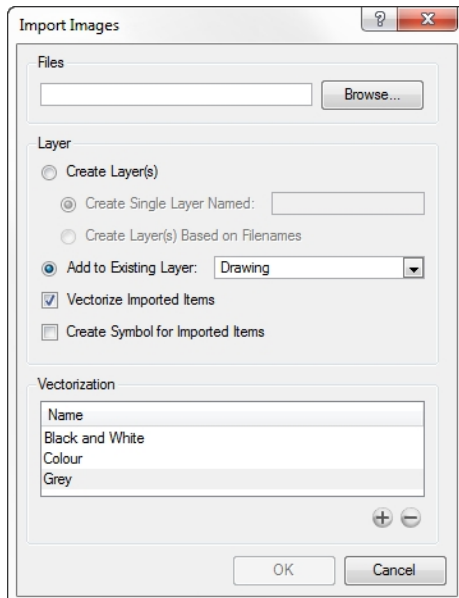 Import Images
Files
Browse...
Layer
Create Layer(s)
Create Single Layer Named:
Create Layer(s) Based on Filenames
Add to Existing Layer: Drawing
Vectorize Imported Items
Create Symbol for Imported Items
Vectorization
Name
Black and White
Colour
Grey
OK Cancel